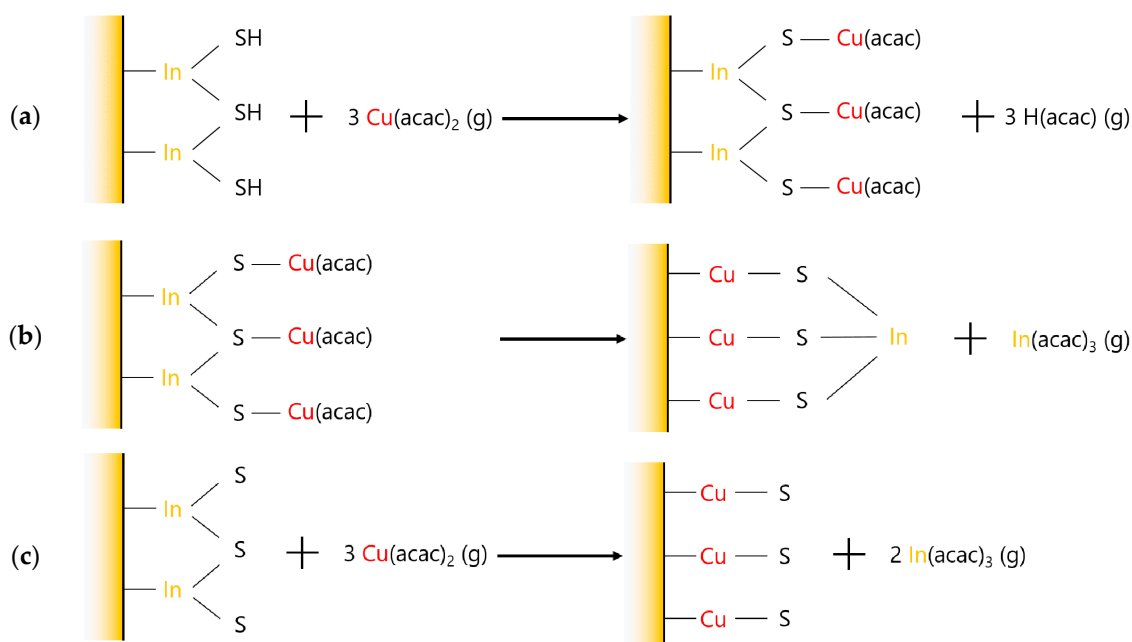 SH
S — Cu(acac)
In
In
(a)
SH
+ 3 Cu(acac)₂ (g)
S — Cu(acac)
+ 3 H(acac) (g)
In
In
SH
S — Cu(acac)
S — Cu(acac)
Cu — S
In
(b)
S — Cu(acac)
Cu — S
In
+ In(acac)₃ (g)
In
S — Cu(acac)
Cu — S
S
Cu — S
In
(c)
S
+ 3 Cu(acac)₂ (g)
Cu — S
+ 2 In(acac)₃ (g)
In
S
Cu — S